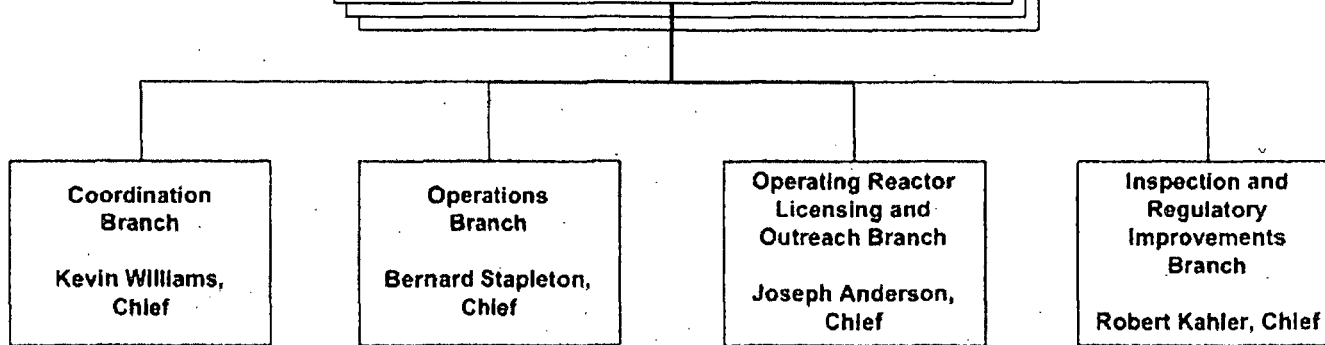 Coordination
Branch
Kevin Williams,
Chief
Operations
Branch
Bernard Stapleton,
Chief
Operating Reactor
Licensing and
Outreach Branch
Joseph Anderson,
Chief
Inspection and
Regulatory
Improvements
Branch
Robert Kahler, Chief